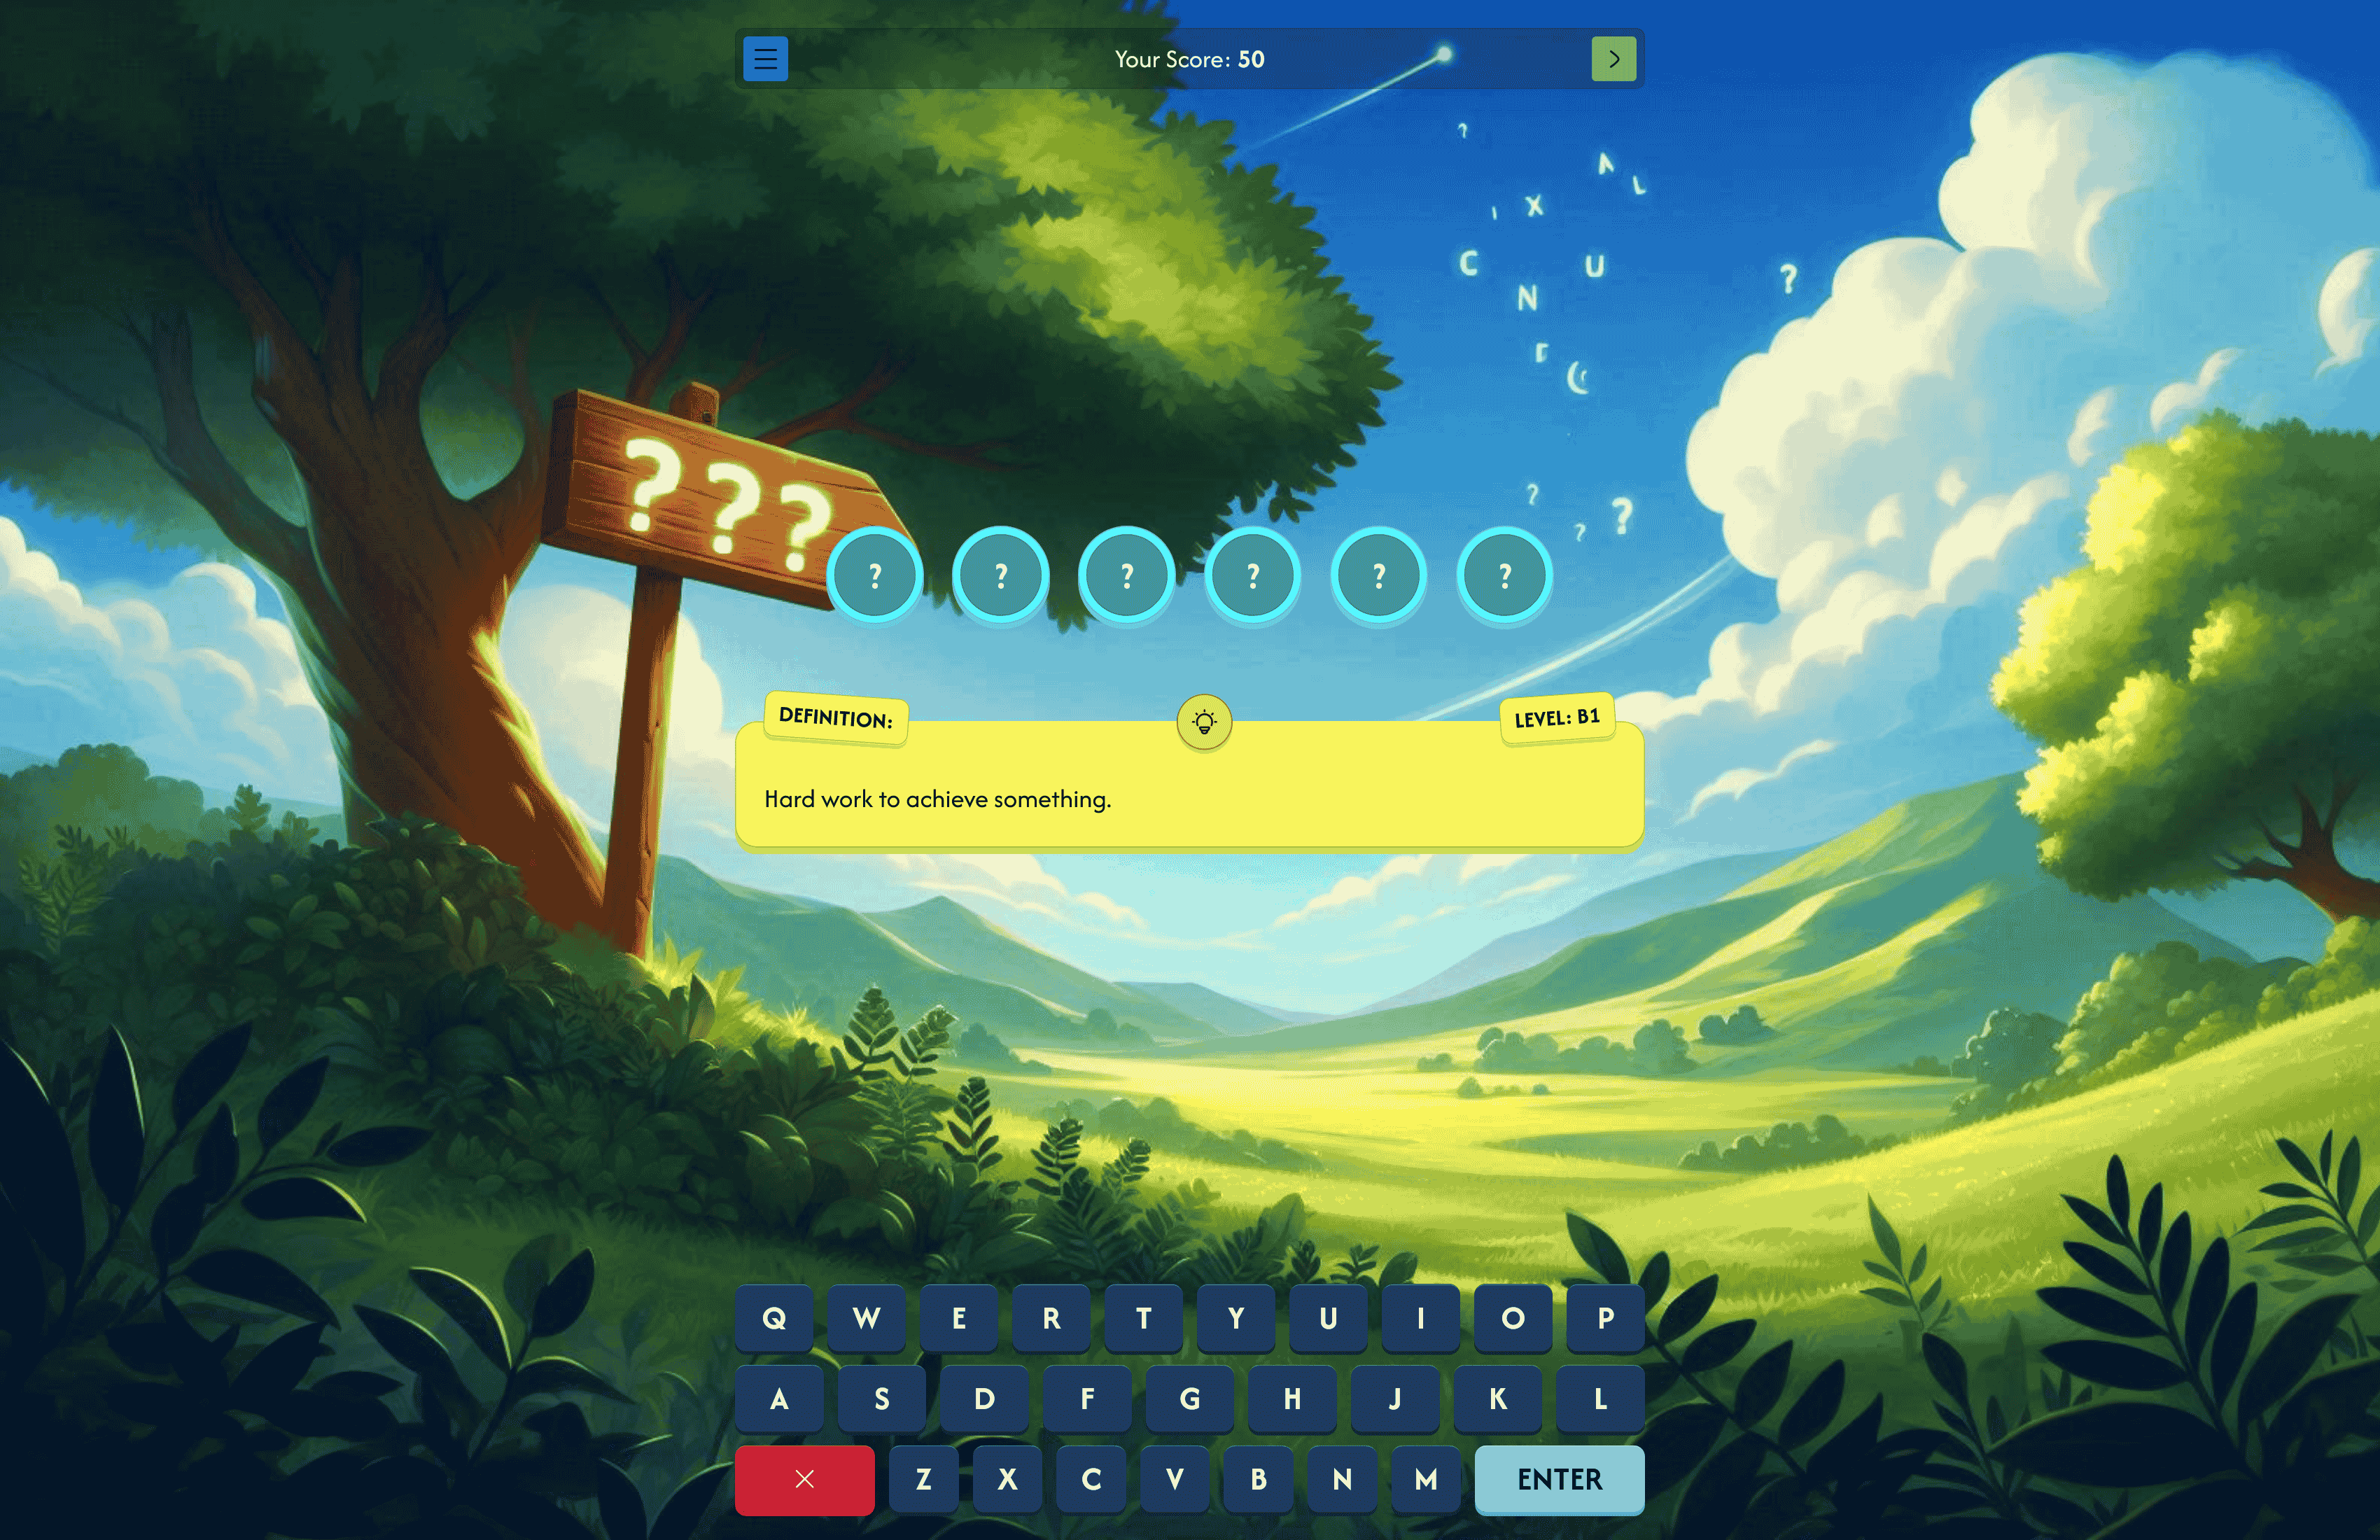 Your Score: 50
?
A
L
I X
C
U
N
?
???
?
?
?
? ? ? ? ? ?
DEFINITION:
LEVEL: B1
Hard work to achieve something.
Q W E R T Y U I O P
A S D F G H J K L
Z X C V B N M ENTER